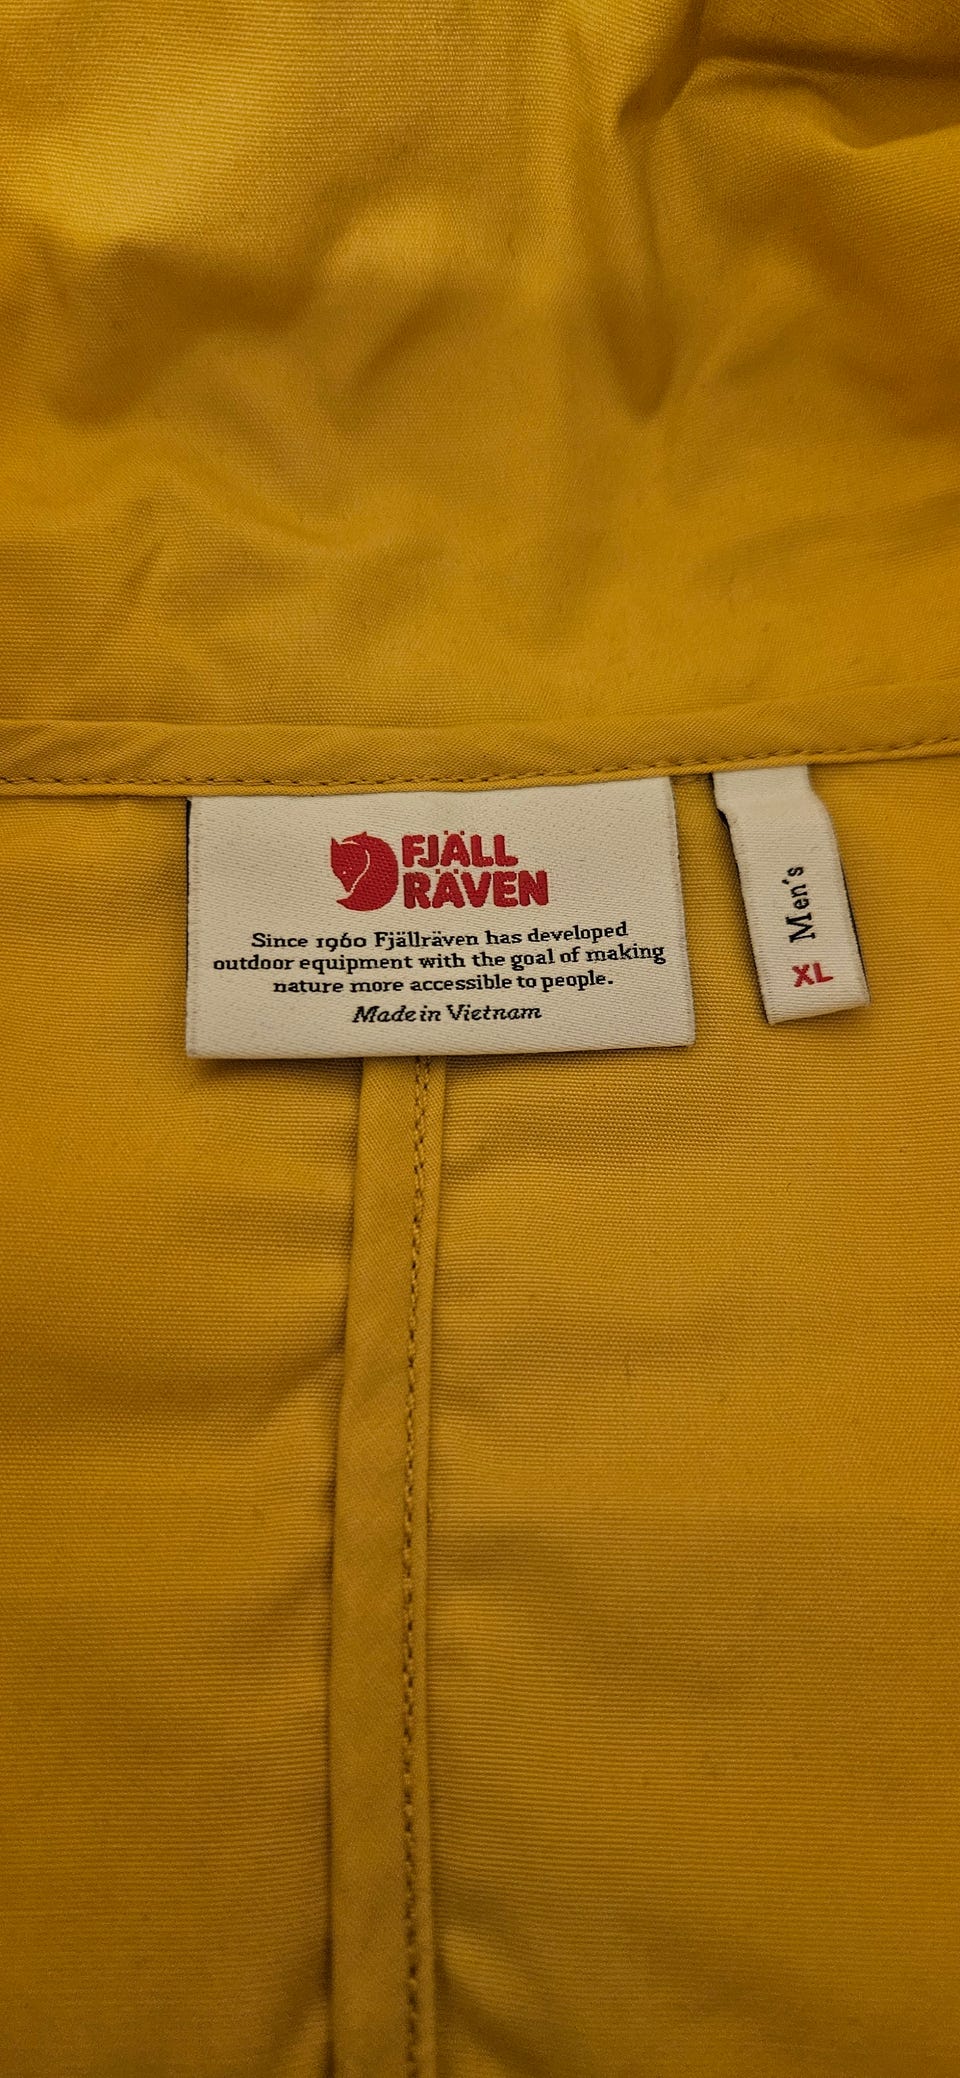 FJÄLL
RÄVEN
Since 1960 Fjällräven has developed
outdoor equipment with the goal of making
nature more accessible to people.
Made in Vietnam
Men's
XL